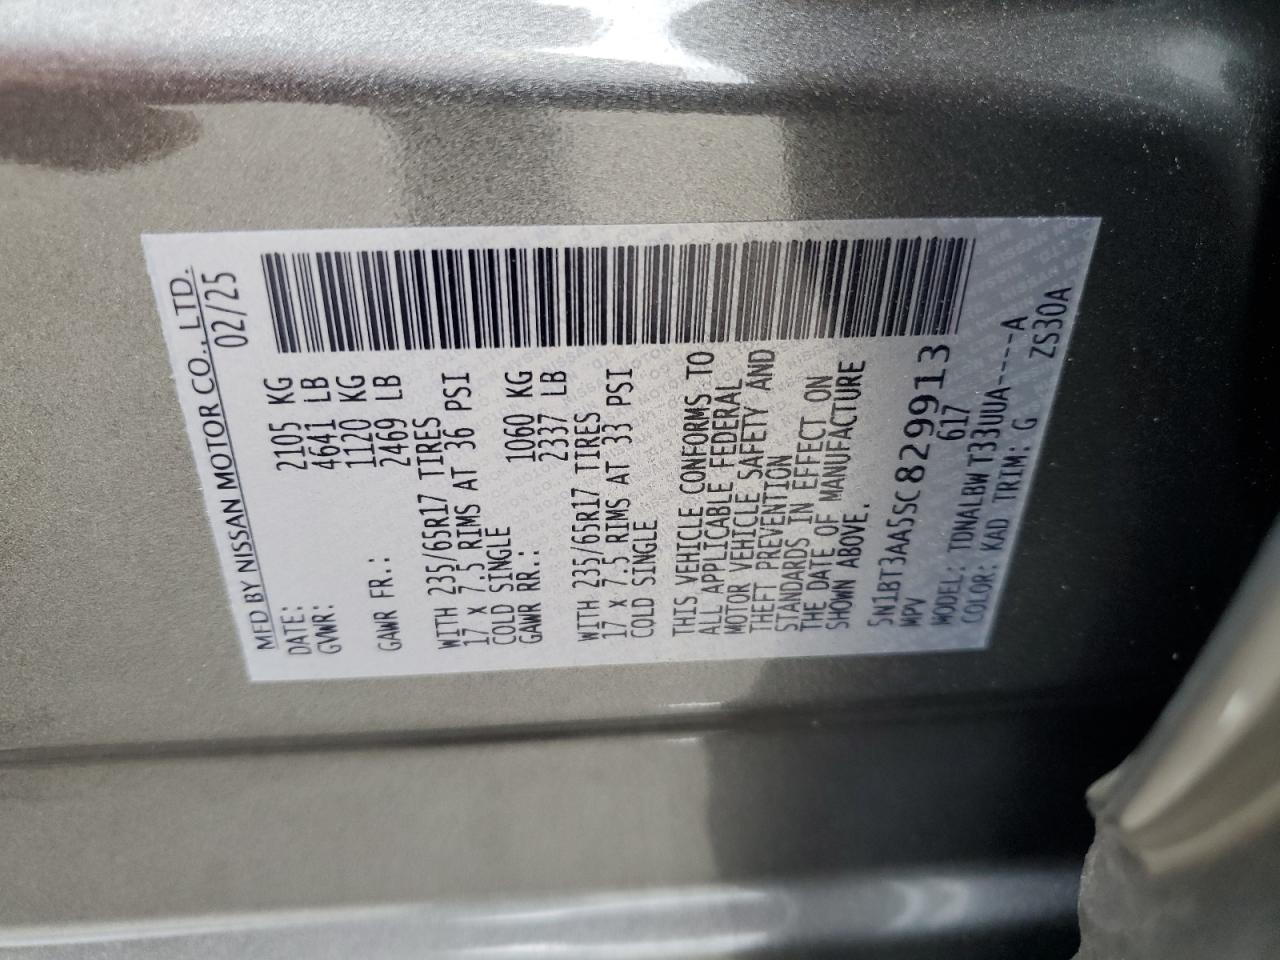 MFD BY NISSAN MOTOR CO., LTD.
DATE: 02/25
GVWR: 2105 KG
4641 LB
GAWR FR.: 1120 KG
2469 LB
WITH 235/65R17 TIRES
17 x 7.5 RIMS AT 36 PSI
COLD SINGLE
GAWR RR.: 1060 KG
2337 LB
WITH 235/65R17 TIRES
17 x 7.5 RIMS AT 33 PSI
COLD SINGLE
THIS VEHICLE CONFORMS TO
ALL APPLICABLE FEDERAL
MOTOR VEHICLE SAFETY AND
THEFT PREVENTION
STANDARDS IN EFFECT ON
THE DATE OF MANUFACTURE
SHOWN ABOVE.
5N1BT3AA5SC829913
MPV 617
MODEL: TDNALBWT33UUA-----A
COLOR: KAD TRIM: G ZS30A